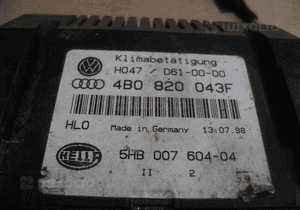 Klimabetätigung
H047 / D61-00-00
4B0 820 043F
HLO Made in Germany 13.07.98
HELLA 5HB 007 604-04
II 2